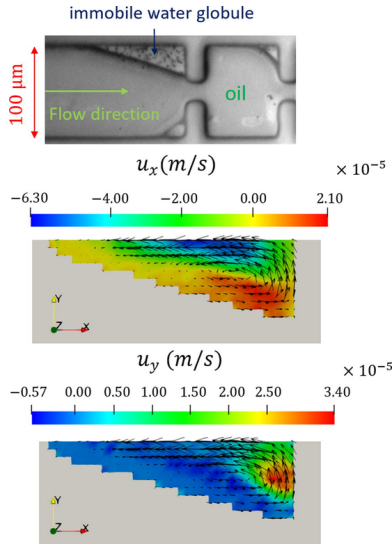 immobile water globule
100 μm
Flow direction
oil
u_x(m/s)
× 10⁻⁵
−6.30 −4.00 −2.00 0.00 2.10
Y
Z X
u_y (m/s)
× 10⁻⁵
−0.57 0.00 0.50 1.00 1.50 2.00 2.50 3.40
Y
Z X